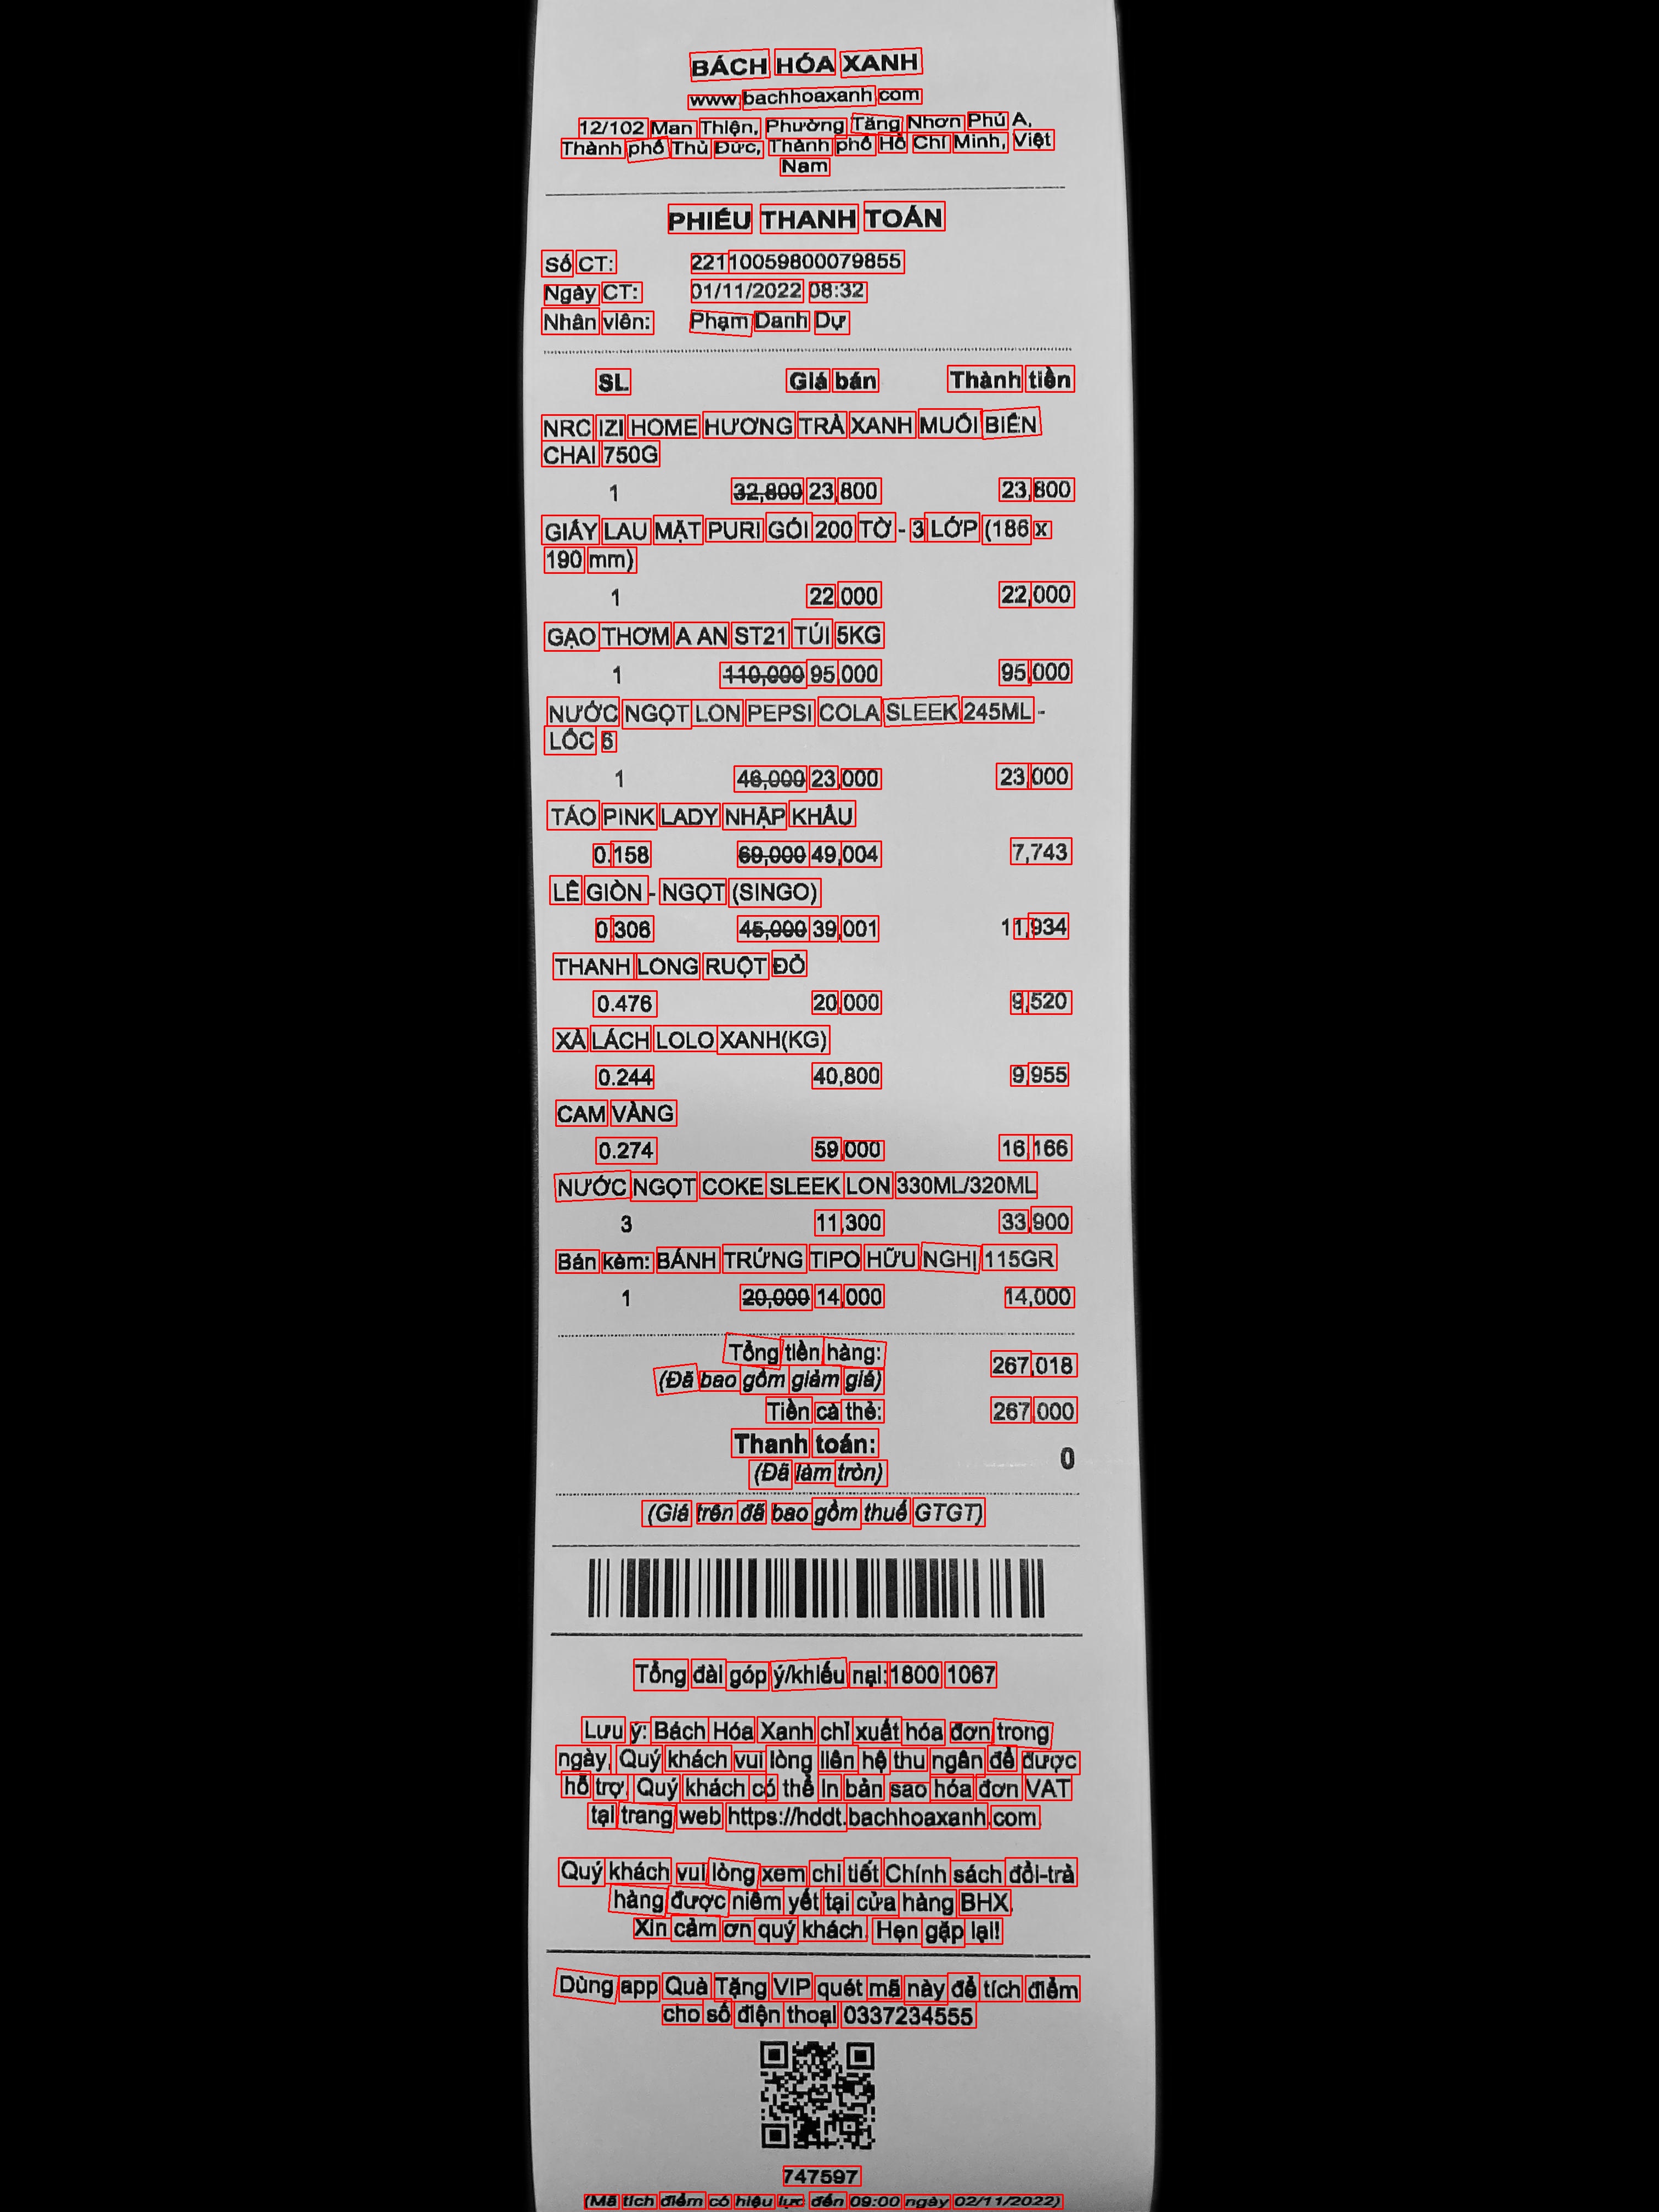 BÁCH HÓA XANH
www.bachhoaxanh.com
12/102 Man Thiện, Phường Tăng Nhơn Phú A,
Thành phố Thủ Đức, Thành phố Hồ Chí Minh, Việt
Nam
PHIẾU THANH TOÁN
Số CT: 22110059800079855
Ngày CT: 01/11/2022 08:32
Nhân viên: Phạm Danh Dự
SL Giá bán Thành tiền
NRC IZI HOME HƯƠNG TRÀ XANH MUỐI BIỂN
CHAI 750G
1 32,800 23,800 23,800
GIẤY LAU MẶT PURI GÓI 200 TỜ - 3 LỚP (186 x
190 mm)
1 22,000 22,000
GẠO THƠM A AN ST21 TÚI 5KG
1 110,000 95,000 95,000
NƯỚC NGỌT LON PEPSI COLA SLEEK 245ML -
LỐC 6
1 46,000 23,000 23,000
TÁO PINK LADY NHẬP KHẨU
0.158 69,000 49,004 7,743
LÊ GIÒN - NGỌT (SINGO)
0.306 45,000 39,001 11,934
THANH LONG RUỘT ĐỎ
0.476 20,000 9,520
XÀ LÁCH LOLO XANH(KG)
0.244 40,800 9,955
CAM VÀNG
0.274 59,000 16,166
NƯỚC NGỌT COKE SLEEK LON 330ML/320ML
3 11,300 33,900
Bán kèm: BÁNH TRỨNG TIPO HỮU NGHỊ 115GR
1 20,000 14,000 14,000
Tổng tiền hàng: 267,018
(Đã bao gồm giảm giá)
Tiền cà thẻ: 267,000
Thanh toán: 0
(Đã làm tròn)
(Giá trên đã bao gồm thuế GTGT)
Tổng đài góp ý/khiếu nại:1800 1067
Lưu ý: Bách Hóa Xanh chỉ xuất hóa đơn trong
ngày, Quý khách vui lòng liên hệ thu ngân để được
hỗ trợ. Quý khách có thể in bản sao hóa đơn VAT
tại trang web https://hddt.bachhoaxanh.com
Quý khách vui lòng xem chi tiết Chính sách đổi-trả
hàng được niêm yết tại cửa hàng BHX.
Xin cảm ơn quý khách. Hẹn gặp lại!
Dùng app Quà Tặng VIP quét mã này để tích điểm
cho số điện thoại 0337234555
747597
(Mã tích điểm có hiệu lực đến 09:00 ngày 02/11/2022)